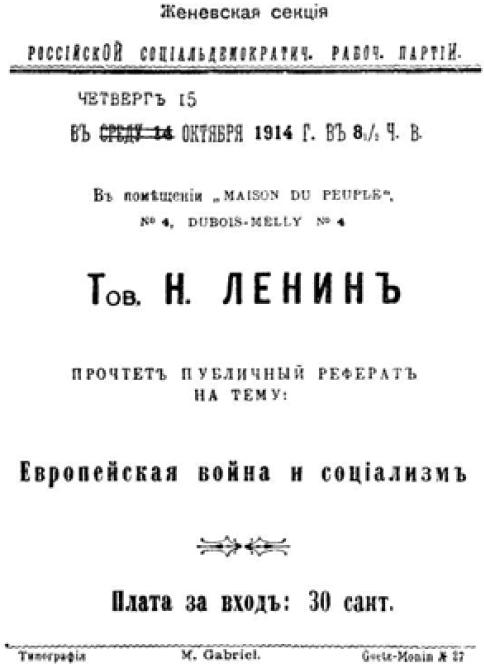 Женевская секція
РОССІЙСКОЙ СОЦІАЛЬДЕМОКРАТИЧ. РАБОЧ. ПАРТІИ.
ЧЕТВЕРГЪ 15
ВЪ СРЕДУ 14 ОКТЯБРЯ 1914 Г. ВЪ 8 1/2 Ч. В.
Въ помѣщеніи „MAISON DU PEUPLE",
№ 4, DUBOIS-MELLY № 4
Тов. Н. ЛЕНИНЪ
ПРОЧТЕТЪ ПУБЛИЧНЫЙ РЕФЕРАТЪ
НА ТЕМУ:
Европейская война и соціализмъ
Плата за входъ: 30 сант.
Типографія M. Gabriel. Goetz-Monin № 27